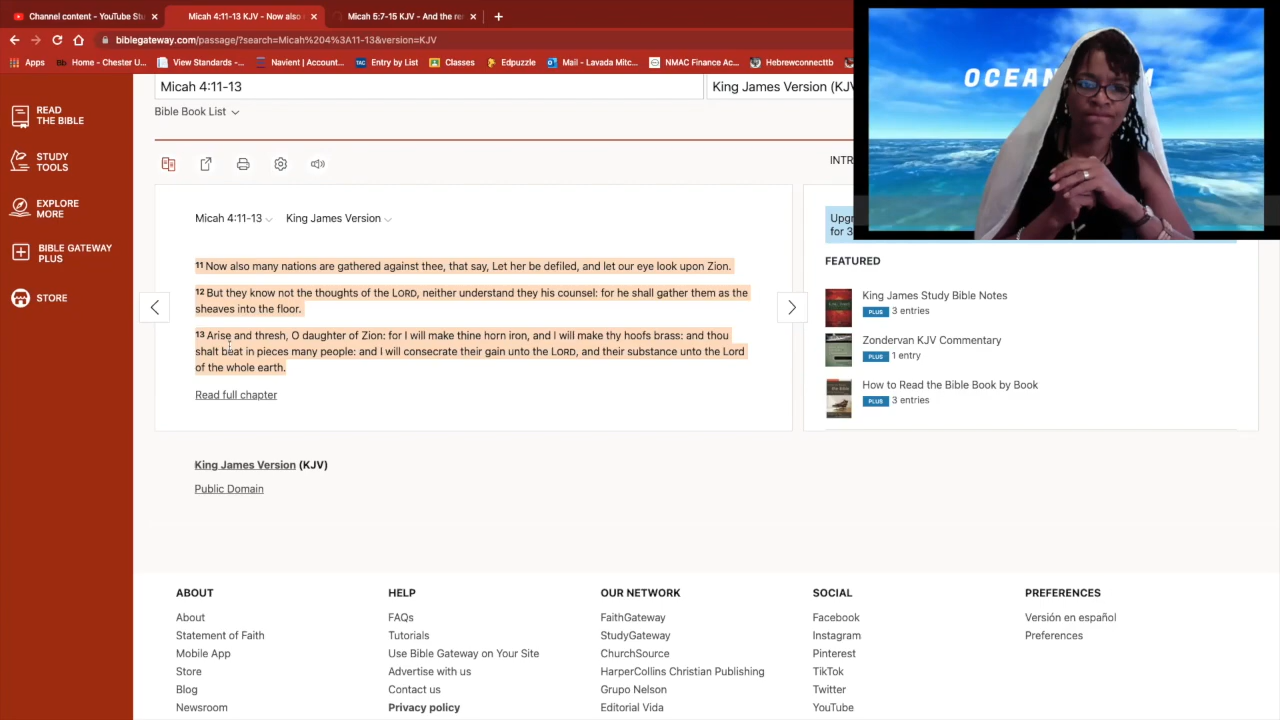 Channel content - YouTube Stu
Micah 4:11-13 KJV - Now also
Micah 5:7-15 KJV - And the re
biblegateway.com/passage/?search=Micah%204%3A11-13&version=KJV
Apps
Home - Chester U...
View Standards -...
Navient | Account...
TAC
Entry by List
Classes
Edpuzzle
Mail - Lavada Mitc...
NMAC Finance Ac...
Hebrewconnecttb
OCEAN
M
Micah 4:11-13
King James Version (KJV
Bible Book List
READ
THE BIBLE
STUDY
TOOLS
EXPLORE
MORE
BIBLE GATEWAY
PLUS
STORE
INTR
Micah 4:11-13
King James Version
11 Now also many nations are gathered against thee, that say, Let her be defiled, and let our eye look upon Zion.
12 But they know not the thoughts of the LORD, neither understand they his counsel: for he shall gather them as the
sheaves into the floor.
13 Arise and thresh, O daughter of Zion: for I will make thine horn iron, and I will make thy hoofs brass: and thou
shalt beat in pieces many people: and I will consecrate their gain unto the LORD, and their substance unto the Lord
of the whole earth.
Read full chapter
Upg
for 3
FEATURED
King James Study Bible Notes
PLUS 3 entries
Zondervan KJV Commentary
PLUS 1 entry
How to Read the Bible Book by Book
PLUS 3 entries
King James Version (KJV)
Public Domain
ABOUT
About
Statement of Faith
Mobile App
Store
Blog
Newsroom
HELP
FAQs
Tutorials
Use Bible Gateway on Your Site
Advertise with us
Contact us
Privacy policy
OUR NETWORK
FaithGateway
StudyGateway
ChurchSource
HarperCollins Christian Publishing
Grupo Nelson
Editorial Vida
SOCIAL
Facebook
Instagram
Pinterest
TikTok
Twitter
YouTube
PREFERENCES
Versión en español
Preferences